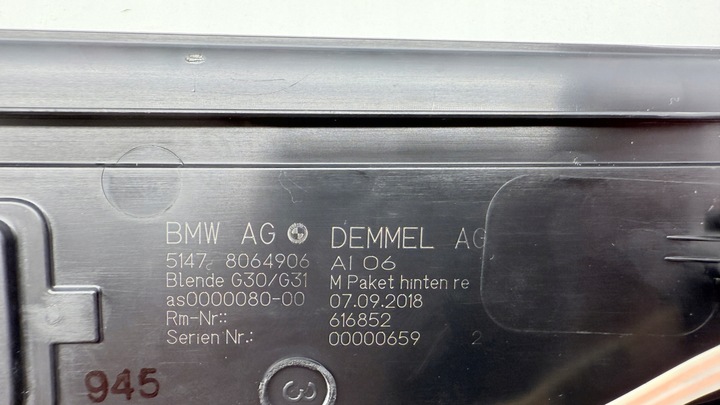 BMW AG DEMMEL AG
5147 8064906 AI 06
Blende G30/G31 M Paket hinten re
as0000080-00 07.09.2018
Rm-Nr:: 616852
Serien Nr.: 00000659 2
945
3